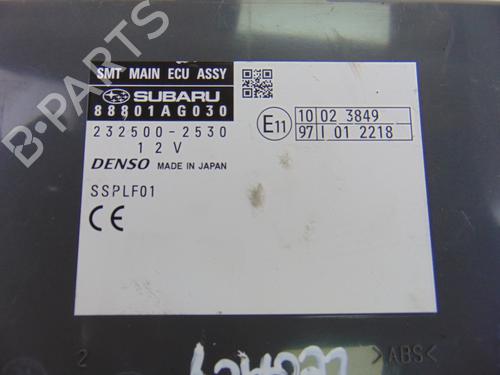 B-PARTS
SMT MAIN ECU ASSY
SUBARU
88801AG030
232500-2530
12V
DENSO MADE IN JAPAN
SSPLF01
CE
E11
10 02 3849
97 I 01 2218
2
>ABS<